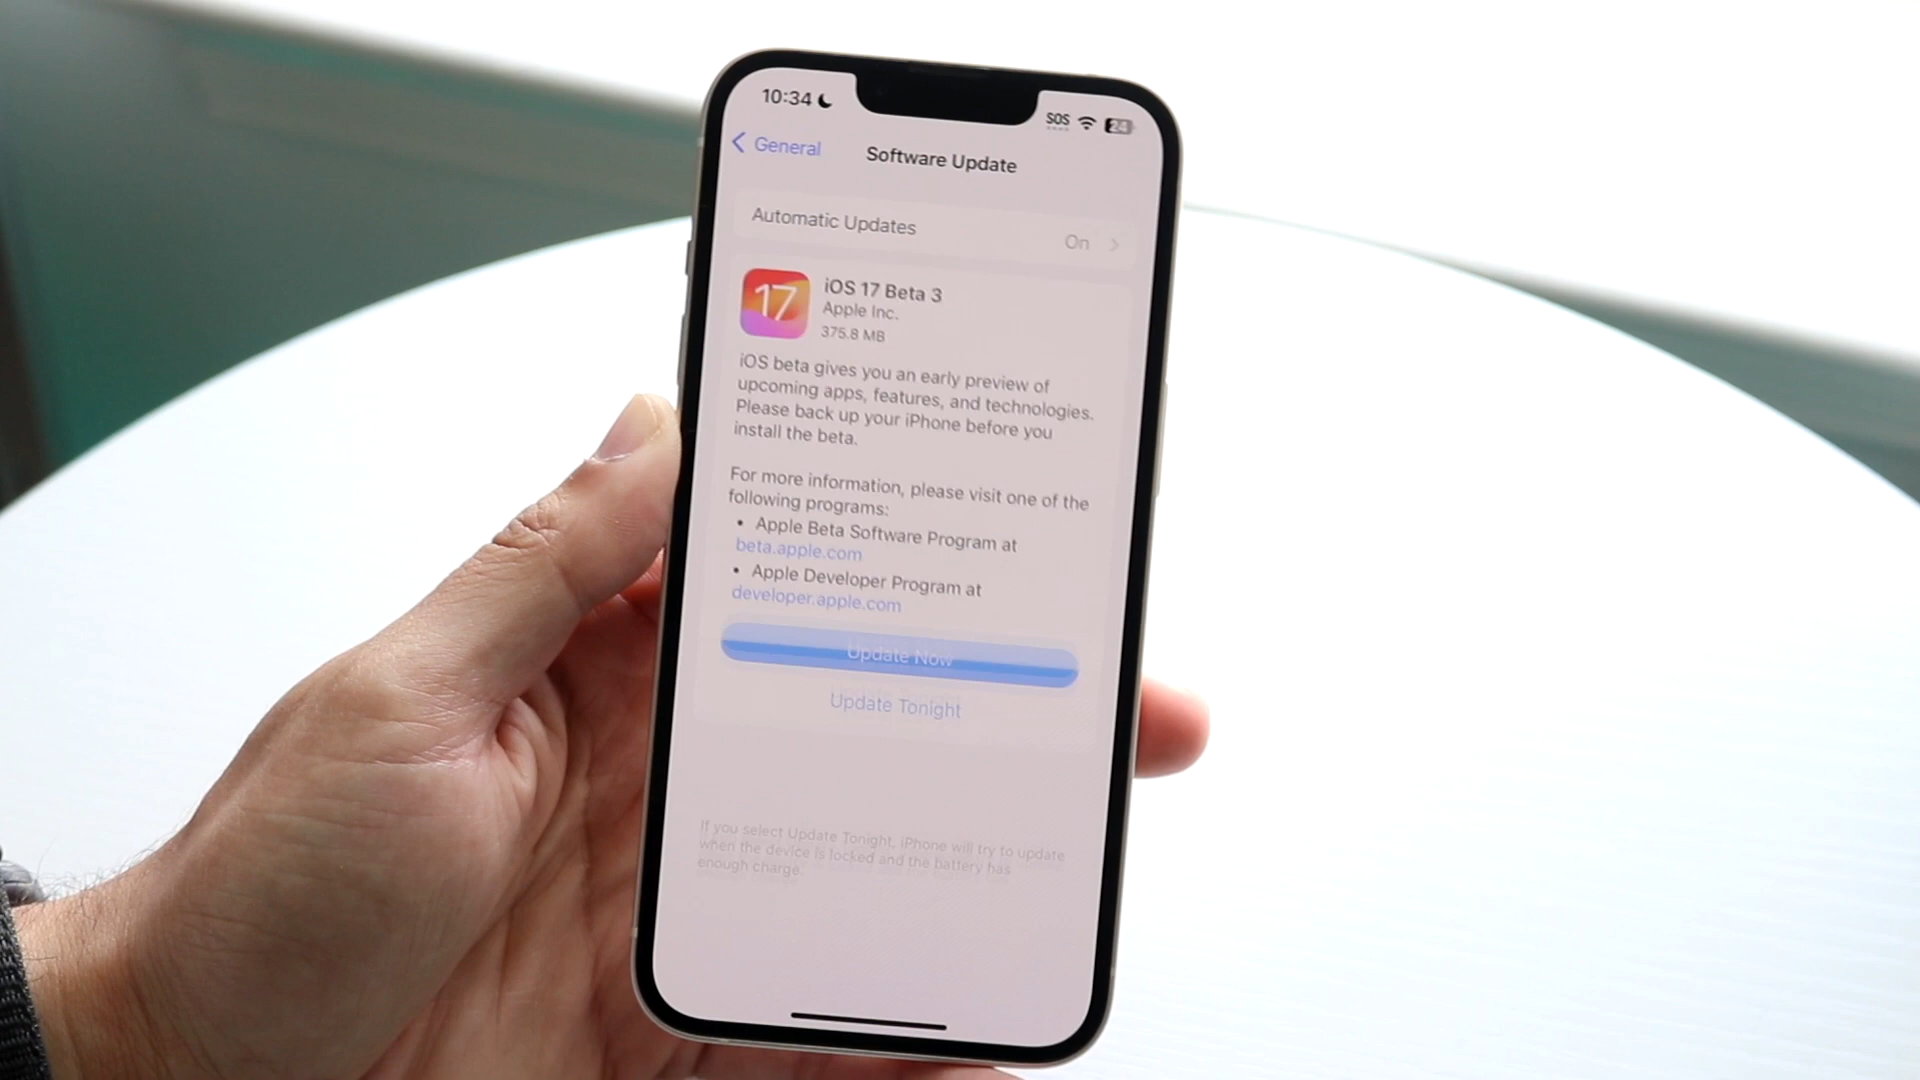 10:34
SOS 24
General
Software Update
Automatic Updates
On
17
iOS 17 Beta 3
Apple Inc.
375.8 MB
iOS beta gives you an early preview of
upcoming apps, features, and technologies.
Please back up your iPhone before you
install the beta.
For more information, please visit one of the
following programs:
• Apple Beta Software Program at
beta.apple.com
• Apple Developer Program at
developer.apple.com
Update Now
Update Tonight
If you select Update Tonight, iPhone will try to update
when the device is locked and the battery has
enough charge.